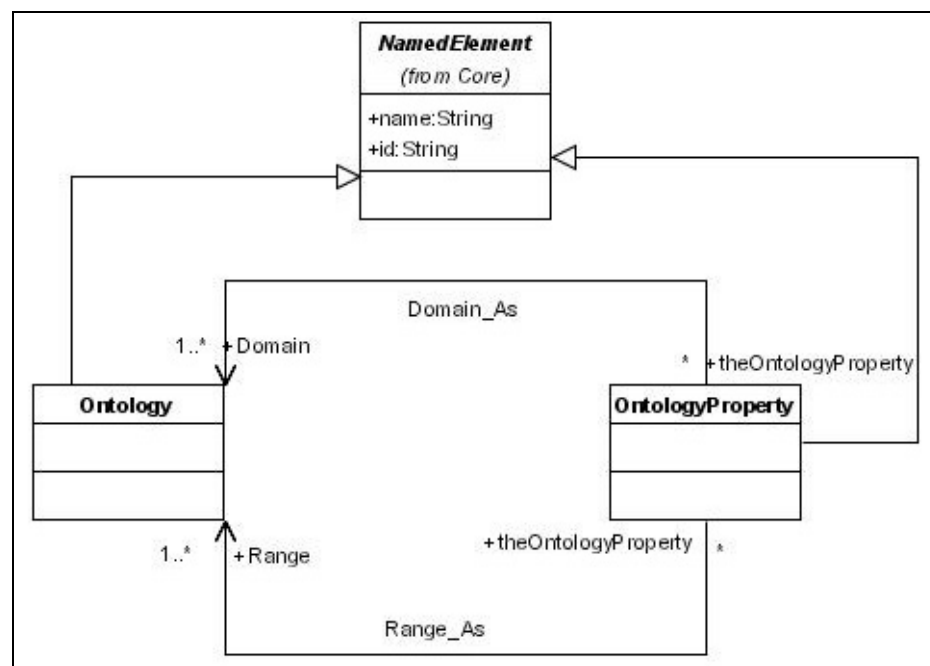 NamedElement
(from Core)
+name:String
+id:String
Domain_As
1..* +Domain
* +theOntologyProperty
Ontology
OntologyProperty
1..* +Range
+theOntologyProperty *
Range_As